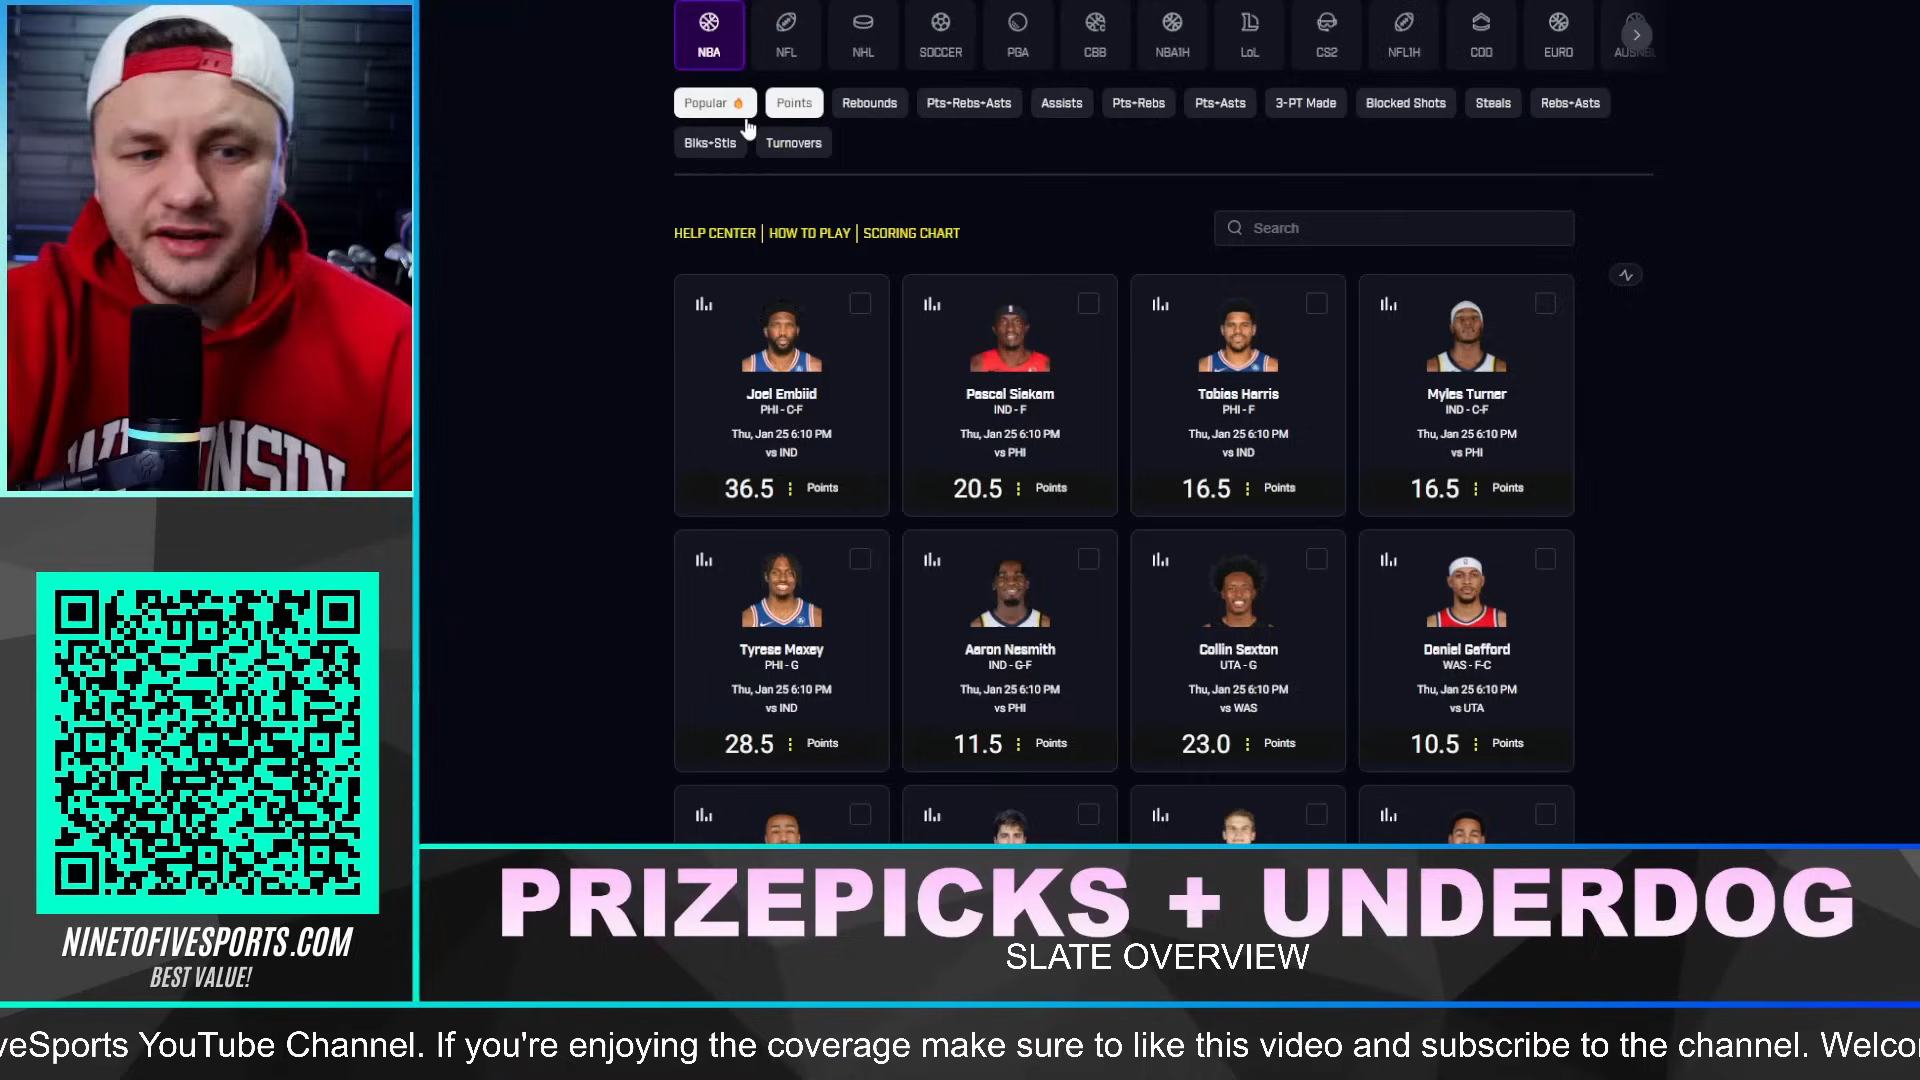 NBA
NFL
NHL
SOCCER
PGA
CBB
NBA1H
LoL
CS2
NFL1H
COD
EURO
Popular
Points
Rebounds
Pts+Rebs+Asts
Assists
Pts+Rebs
Pts+Asts
3-PT Made
Blocked Shots
Steals
Rebs+Asts
Blks+Stls
Turnovers
HELP CENTER | HOW TO PLAY | SCORING CHART
Search
Joel Embiid
PHI - C-F
Thu, Jan 25 6:10 PM
vs IND
36.5 Points
Pascal Siakam
IND - F
Thu, Jan 25 6:10 PM
vs PHI
20.5 Points
Tobias Harris
PHI - F
Thu, Jan 25 6:10 PM
vs IND
16.5 Points
Myles Turner
IND - C-F
Thu, Jan 25 6:10 PM
vs PHI
16.5 Points
Tyrese Maxey
PHI - G
Thu, Jan 25 6:10 PM
vs IND
28.5 Points
Aaron Nesmith
IND - G-F
Thu, Jan 25 6:10 PM
vs PHI
11.5 Points
Collin Sexton
UTA - G
Thu, Jan 25 6:10 PM
vs WAS
23.0 Points
Daniel Gafford
WAS - F-C
Thu, Jan 25 6:10 PM
vs UTA
10.5 Points
NINETOFIVESPORTS.COM
BEST VALUE!
PRIZEPICKS + UNDERDOG
SLATE OVERVIEW
veSports YouTube Channel. If you're enjoying the coverage make sure to like this video and subscribe to the channel. Welco